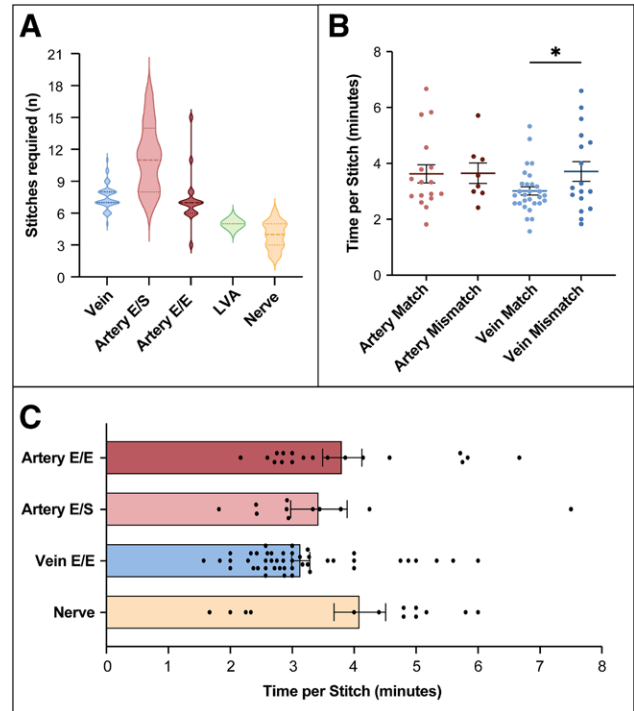 A
Stitches required (n)
21
18
15
12
9
6
3
0
Vein
Artery E/S
Artery E/E
LVA
Nerve
B
Time per Stitch (minutes)
8
6
4
2
0
*
Artery Match
Artery Mismatch
Vein Match
Vein Mismatch
C
Artery E/E
Artery E/S
Vein E/E
Nerve
0 1 2 3 4 5 6 7 8
Time per Stitch (minutes)